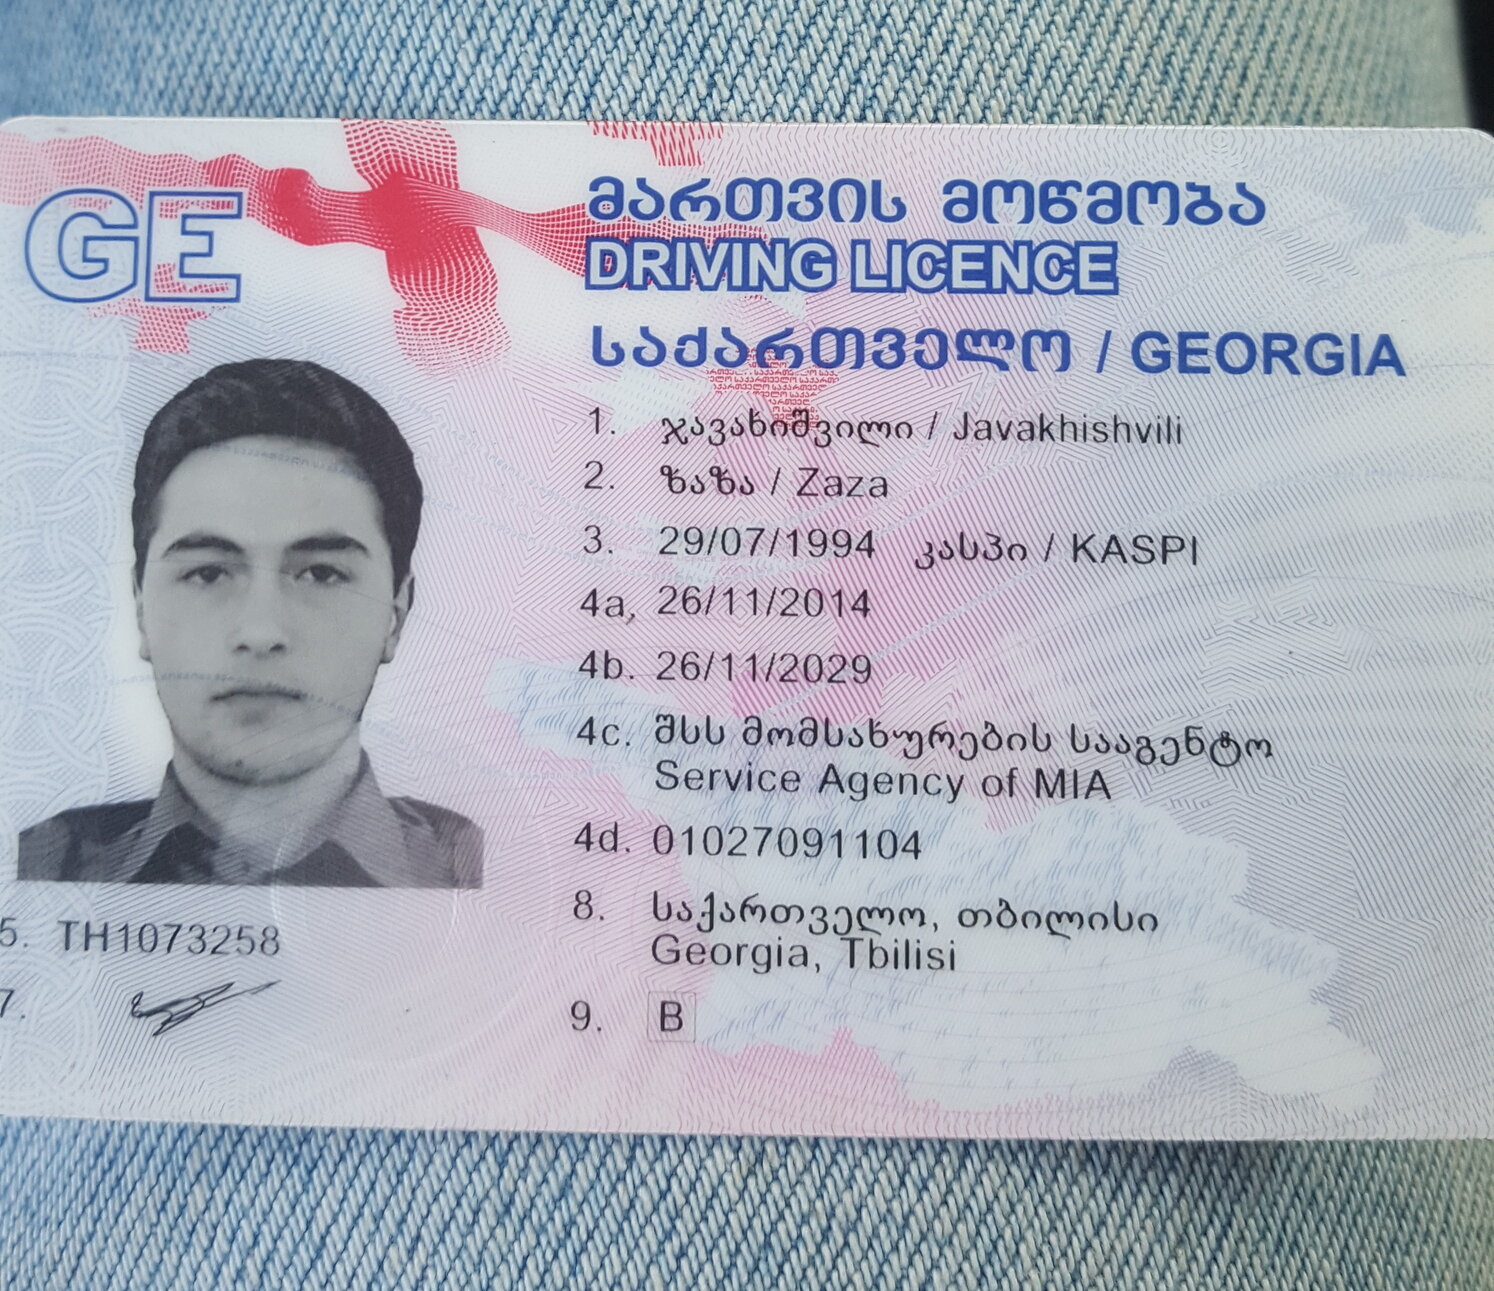 GE
მართვის მოწმობა
DRIVING LICENCE
საქართველო / GEORGIA
1. ჯავახიშვილი / Javakhishvili
2. ზაზა / Zaza
3. 29/07/1994 კასპი / KASPI
4a, 26/11/2014
4b. 26/11/2029
4c. შსს მომსახურების სააგენტო
Service Agency of MIA
4d. 01027091104
5. TH1073258
7.
8. საქართველო, თბილისი
Georgia, Tbilisi
9. B